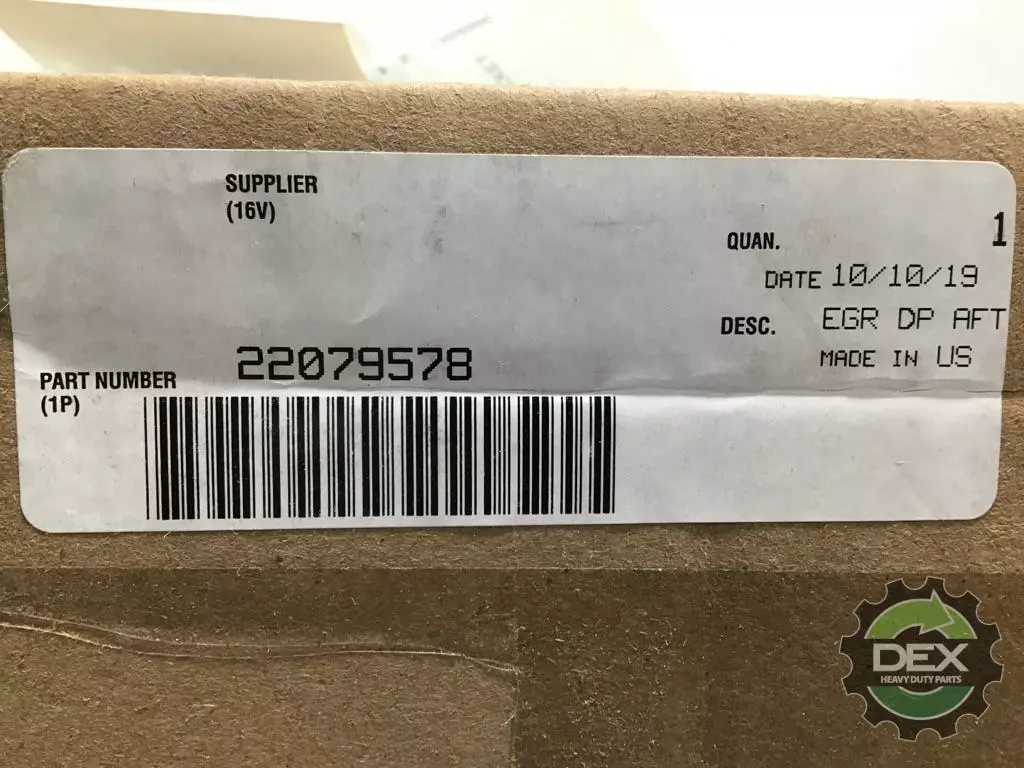 SUPPLIER
(16V)
QUAN. 1
DATE 10/10/19
DESC. EGR DP AFT
MADE IN US
22079578
PART NUMBER
(1P)
DEX
HEAVY DUTY PARTS